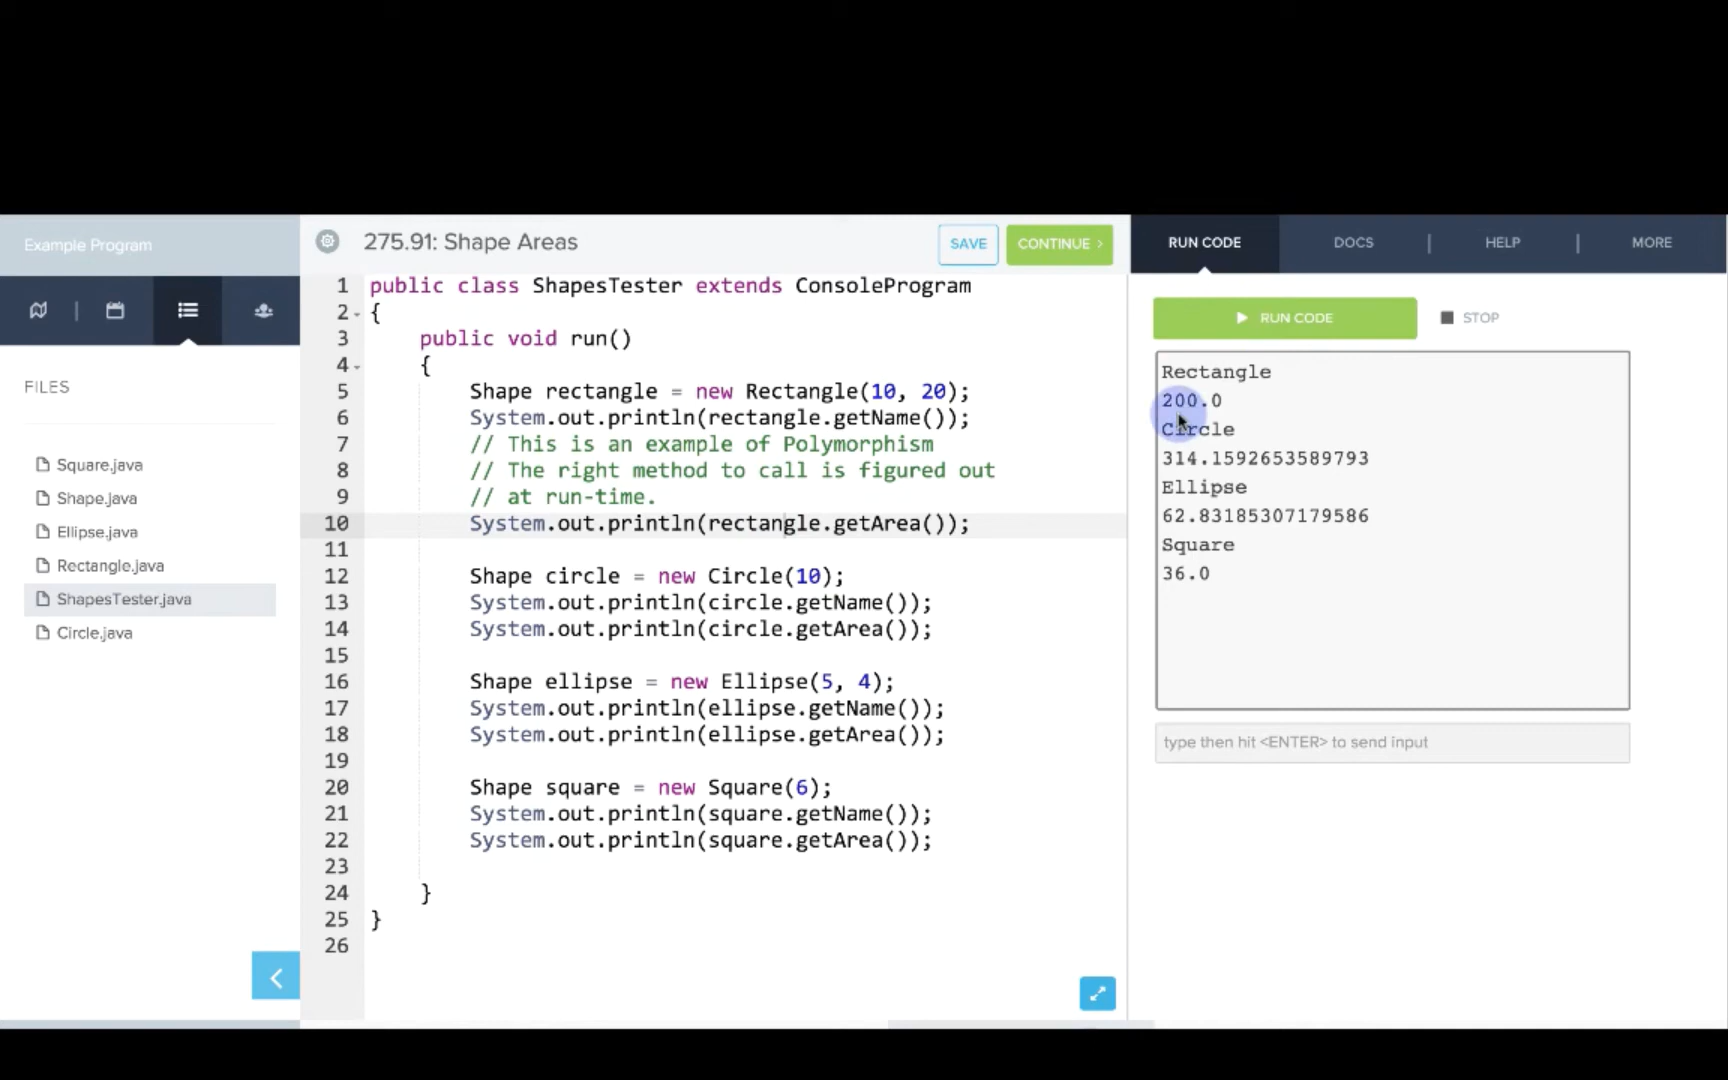 Example Program
275.91: Shape Areas
SAVE
CONTINUE >
RUN CODE
DOCS
HELP
MORE
FILES
Square.java
Shape.java
Ellipse.java
Rectangle.java
ShapesTester.java
Circle.java
1 public class ShapesTester extends ConsoleProgram
2 {
3 public void run()
4 {
5 Shape rectangle = new Rectangle(10, 20);
6 System.out.println(rectangle.getName());
7 // This is an example of Polymorphism
8 // The right method to call is figured out
9 // at run-time.
10 System.out.println(rectangle.getArea());
11
12 Shape circle = new Circle(10);
13 System.out.println(circle.getName());
14 System.out.println(circle.getArea());
15
16 Shape ellipse = new Ellipse(5, 4);
17 System.out.println(ellipse.getName());
18 System.out.println(ellipse.getArea());
19
20 Shape square = new Square(6);
21 System.out.println(square.getName());
22 System.out.println(square.getArea());
23
24 }
25 }
26
RUN CODE
STOP
Rectangle
200.0
Circle
314.1592653589793
Ellipse
62.83185307179586
Square
36.0
type then hit <ENTER> to send input